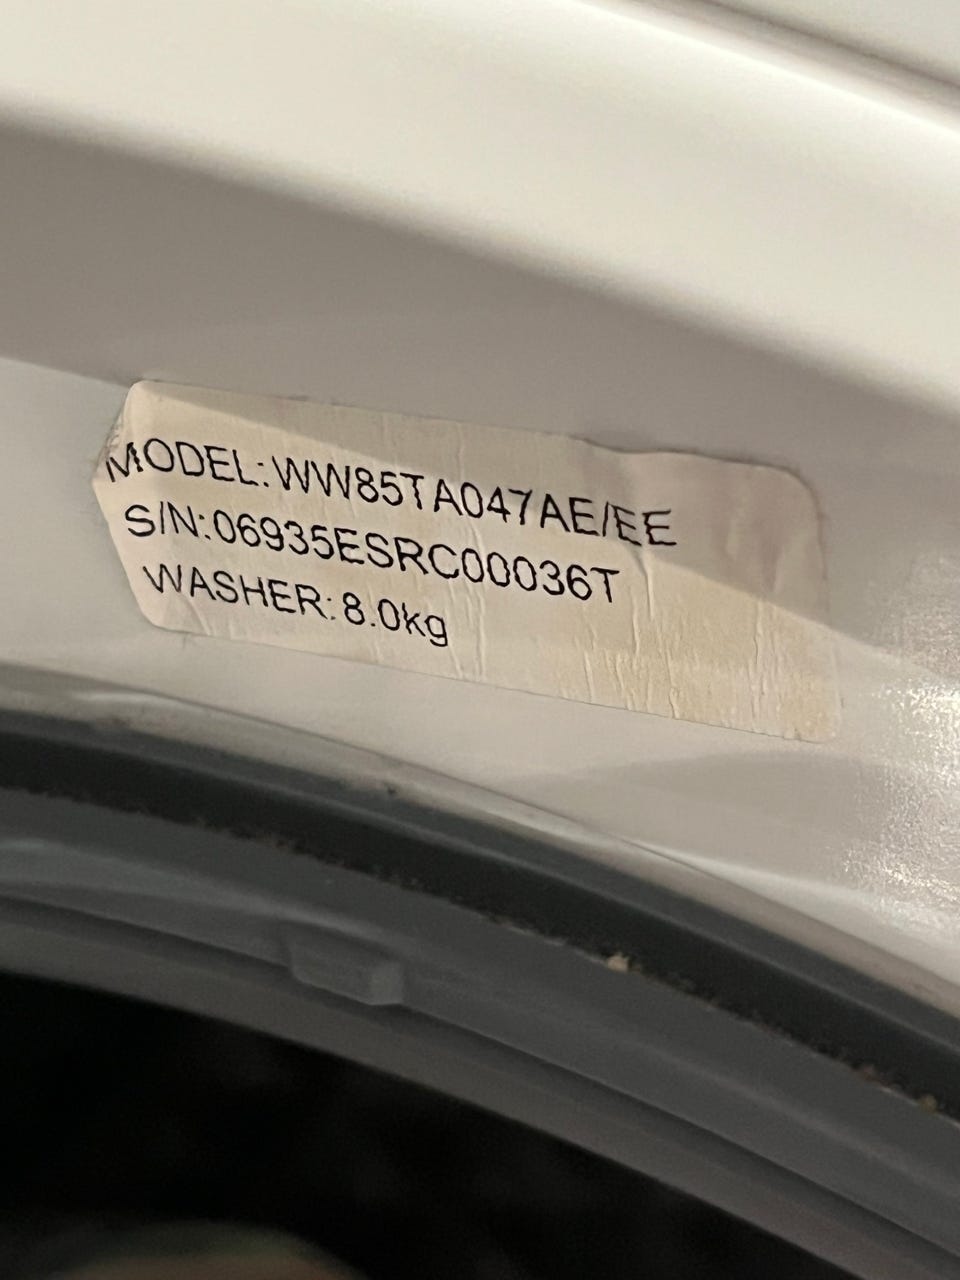 MODEL:WW85TA047AE/EE
S/N:06935ESRC00036T
WASHER:8.0kg